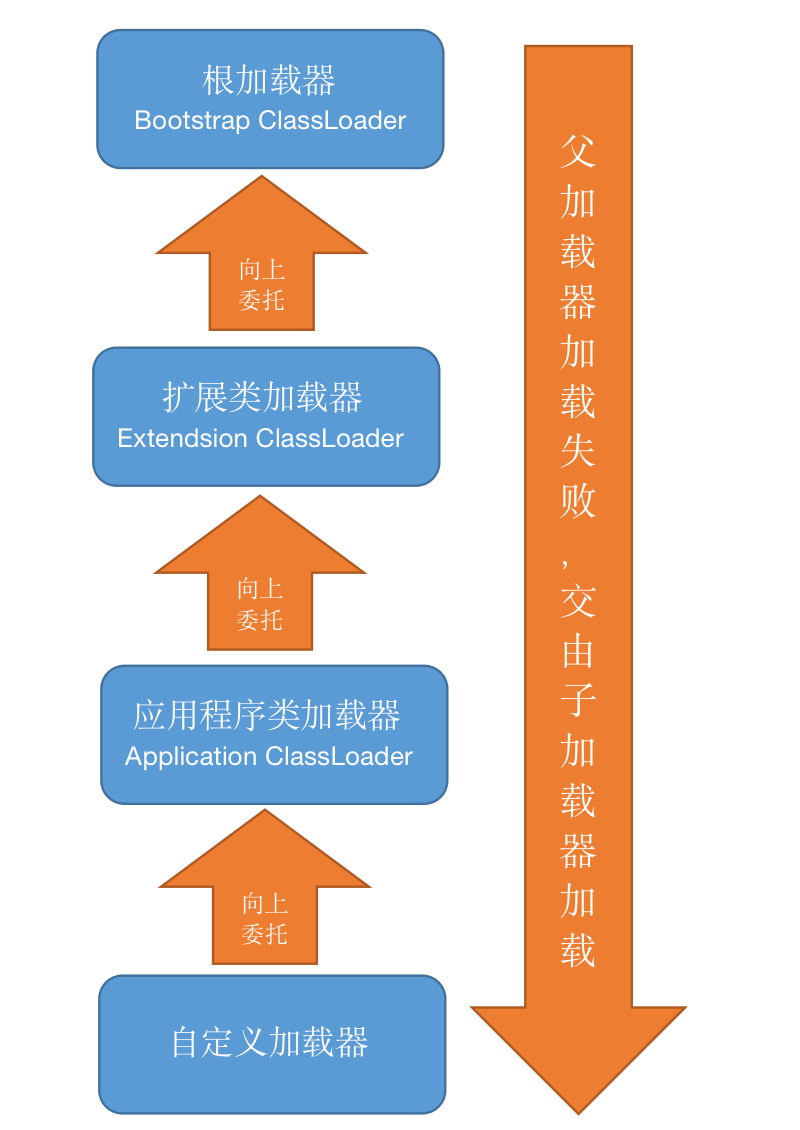 根加载器
Bootstrap ClassLoader
向上
委托
扩展类加载器
Extendsion ClassLoader
向上
委托
应用程序类加载器
Application ClassLoader
向上
委托
自定义加载器
父加载器加载失败,交由子加载器加载